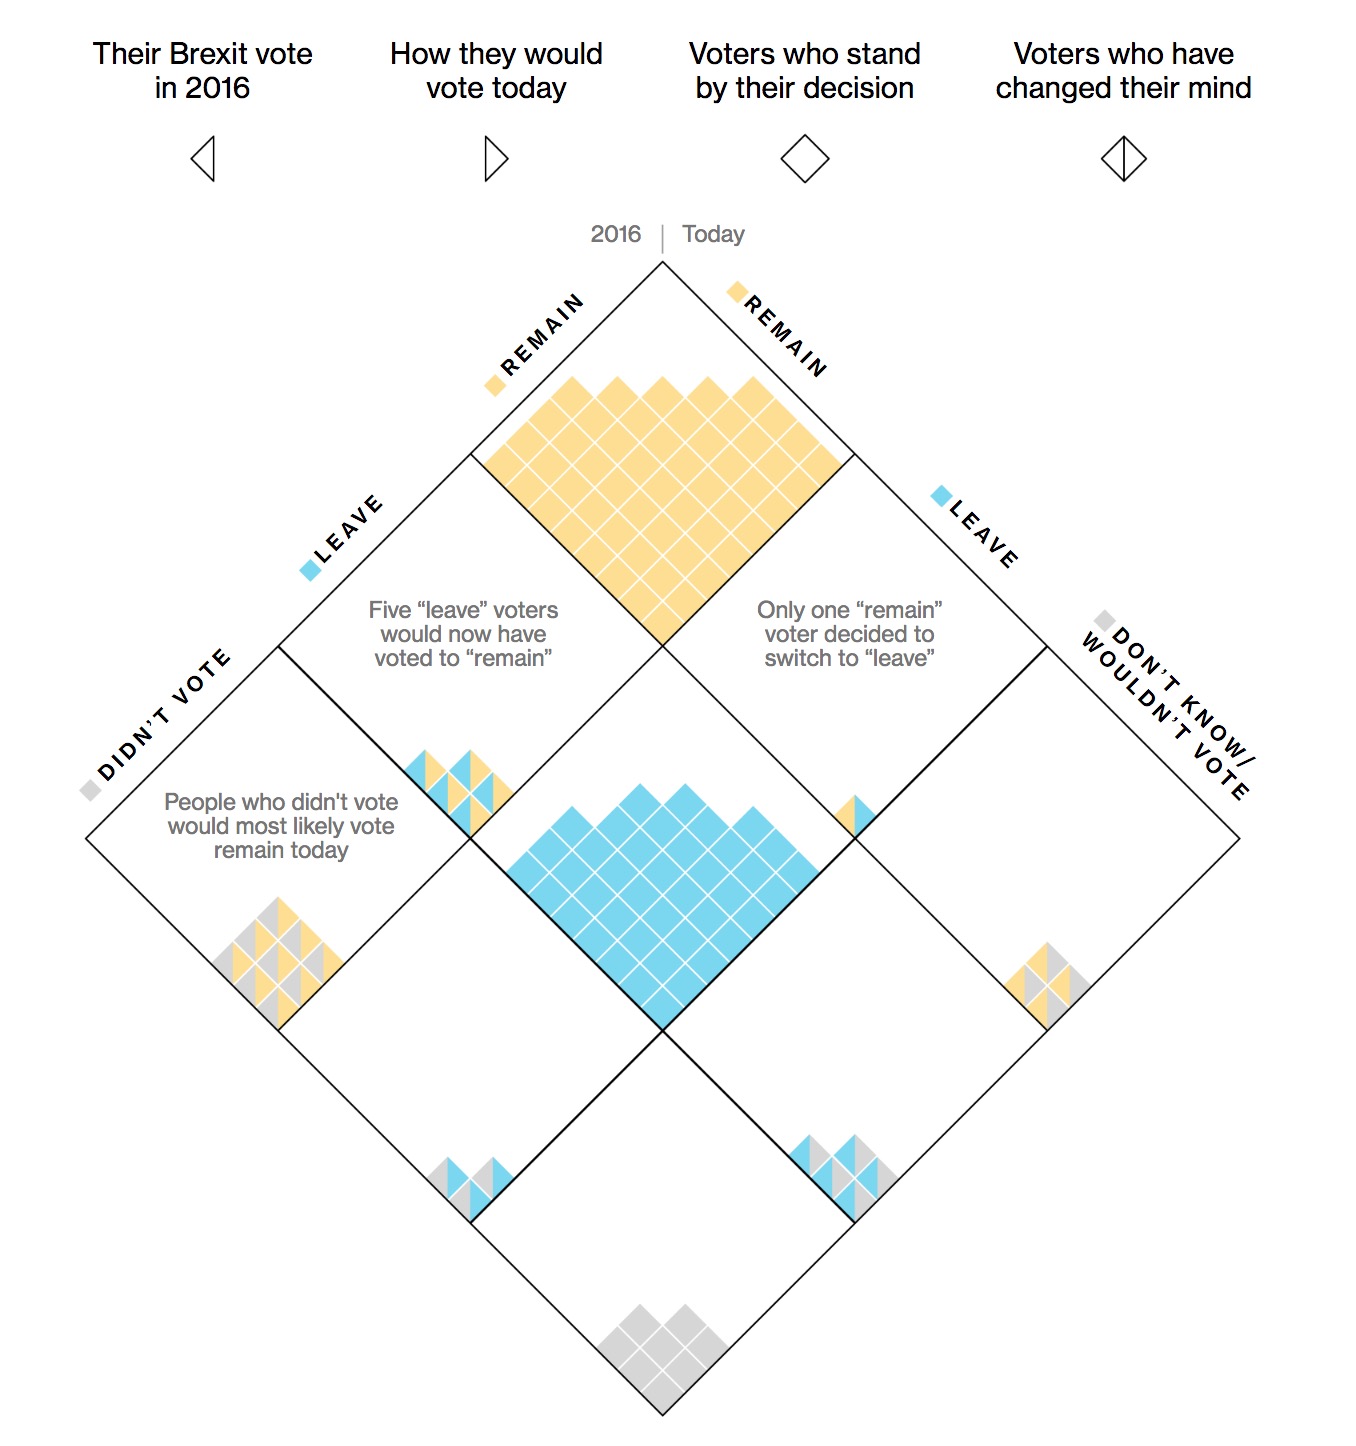 Their Brexit vote
in 2016
How they would
vote today
Voters who stand
by their decision
Voters who have
changed their mind
2016 | Today
REMAIN
REMAIN
LEAVE
LEAVE
DIDN'T VOTE
DON'T KNOW/
WOULDN'T VOTE
Five “leave” voters
would now have
voted to “remain”
Only one “remain”
voter decided to
switch to “leave”
People who didn't vote
would most likely vote
remain today